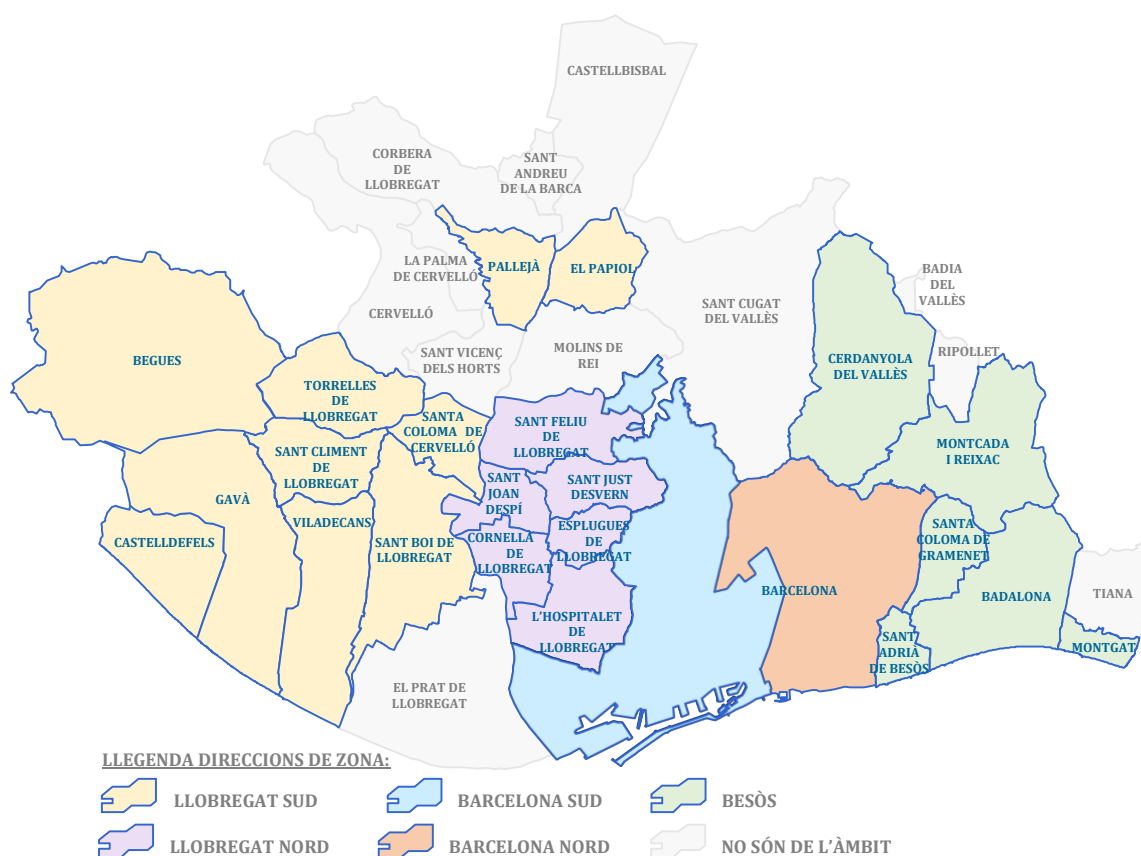 CASTELLBISBAL
CORBERA
DE
LLOBREGAT
SANT
ANDREU
DE LA BARCA
LA PALMA
DE CERVELLÓ
PALLEJÀ
EL PAPIOL
CERVELLÓ
SANT CUGAT
DEL VALLÈS
BADIA
DEL
VALLÈS
BEGUES
SANT VICENÇ
DELS HORTS
MOLINS DE
REI
CERDANYOLA
DEL VALLÈS
RIPOLLET
TORRELLES
DE
LLOBREGAT
SANTA
COLOMA DE
CERVELLÓ
SANT FELIU
DE
LLOBREGAT
MONTCADA
I REIXAC
SANT CLIMENT
DE
LLOBREGAT
SANT
JOAN
DESPÍ
SANT JUST
DESVERN
GAVÀ
VILADECANS
CASTELLDEFELS
SANT BOI DE
LLOBREGAT
CORNELLA
DE
LLOBREGAT
ESPLUGUES
DE
LLOBREGAT
SANTA
COLOMA DE
GRAMENET
BARCELONA
BADALONA
TIANA
L'HOSPITALET
DE
LLOBREGAT
SANT
ADRIÀ
DE BESÒS
MONTGAT
EL PRAT DE
LLOBREGAT
LLEGENDA DIRECCIONS DE ZONA:
LLOBREGAT SUD
BARCELONA SUD
BESÒS
LLOBREGAT NORD
BARCELONA NORD
NO SÓN DE L'ÀMBIT